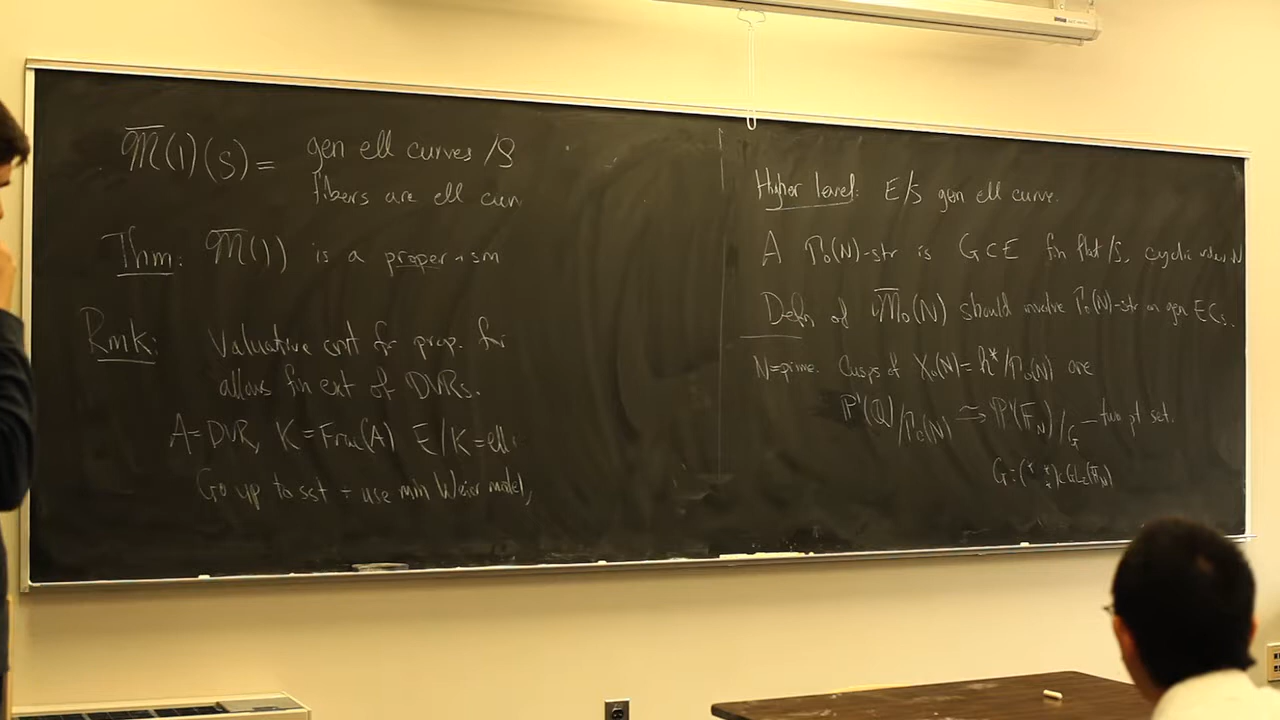 𝔐̅(1)(S) = gen ell curves /S
fibers are ell cur
Thm: 𝔐̅(1) is a proper + sm
Rmk: Valuative crit for prop. for
allows fin ext of DVRs.
A=DVR, K=Frac(A) E/K=ell
Go up to sst + use min Weier model,
Higher level: E/S gen ell curve.
A Γ₀(N)-str is G⊂E fin flat /S, cyclic order N
Defn of 𝔐̅₀(N) should involve Γ₀(N)-str on gen ECs.
N=prime. Cusps of X₀(N)=h*/Γ₀(N) are
P¹(Q)/Γ₀(N) ⥲ P¹(F_N)/G — two pt set.
G=(* * *)⊂GL₂(F_N)